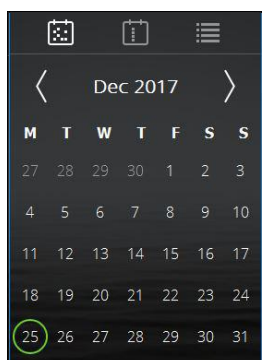 Dec 2017
M T W T F S S
27 28 29 30 1 2 3
4 5 6 7 8 9 10
11 12 13 14 15 16 17
18 19 20 21 22 23 24
25 26 27 28 29 30 31